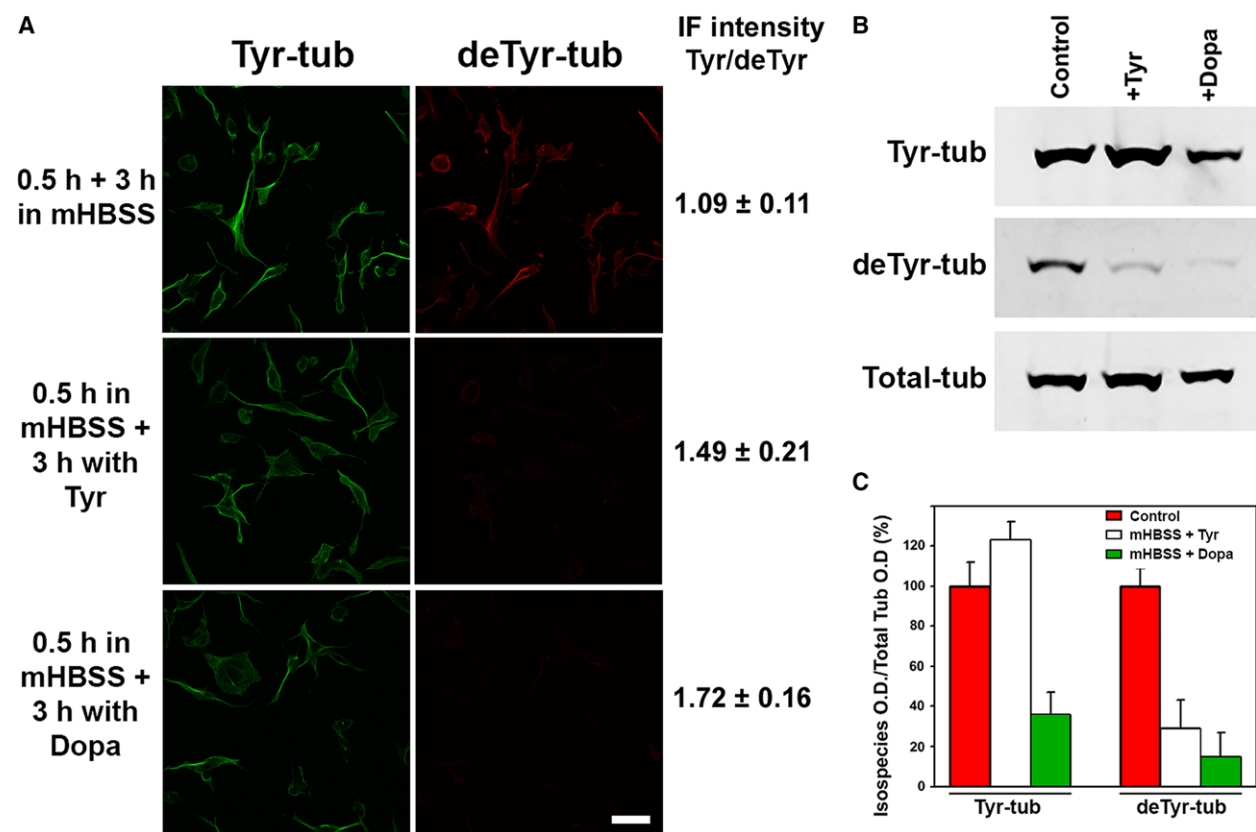 A
Tyr-tub
deTyr-tub
IF intensity
Tyr/deTyr
0.5 h + 3 h
in mHBSS
1.09 ± 0.11
0.5 h in
mHBSS +
3 h with
Tyr
1.49 ± 0.21
0.5 h in
mHBSS +
3 h with
Dopa
1.72 ± 0.16
B
Control
+Tyr
+Dopa
Tyr-tub
deTyr-tub
Total-tub
C
Isospecies O.D./Total Tub O.D (%)
120
100
80
60
40
20
0
Control
mHBSS + Tyr
mHBSS + Dopa
Tyr-tub
deTyr-tub